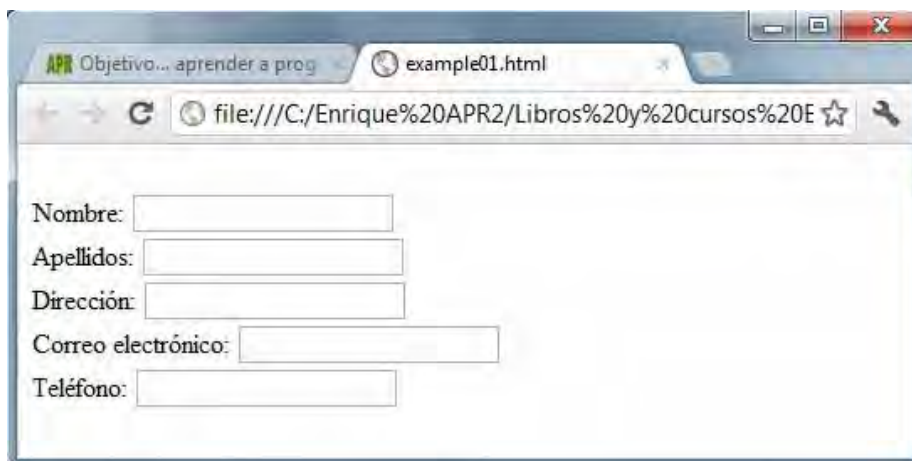 APR Objetivo... aprender a prog
example01.html
file:///C:/Enrique%20APR2/Libros%20y%20cursos%20E
Nombre:
Apellidos:
Dirección:
Correo electrónico:
Teléfono: